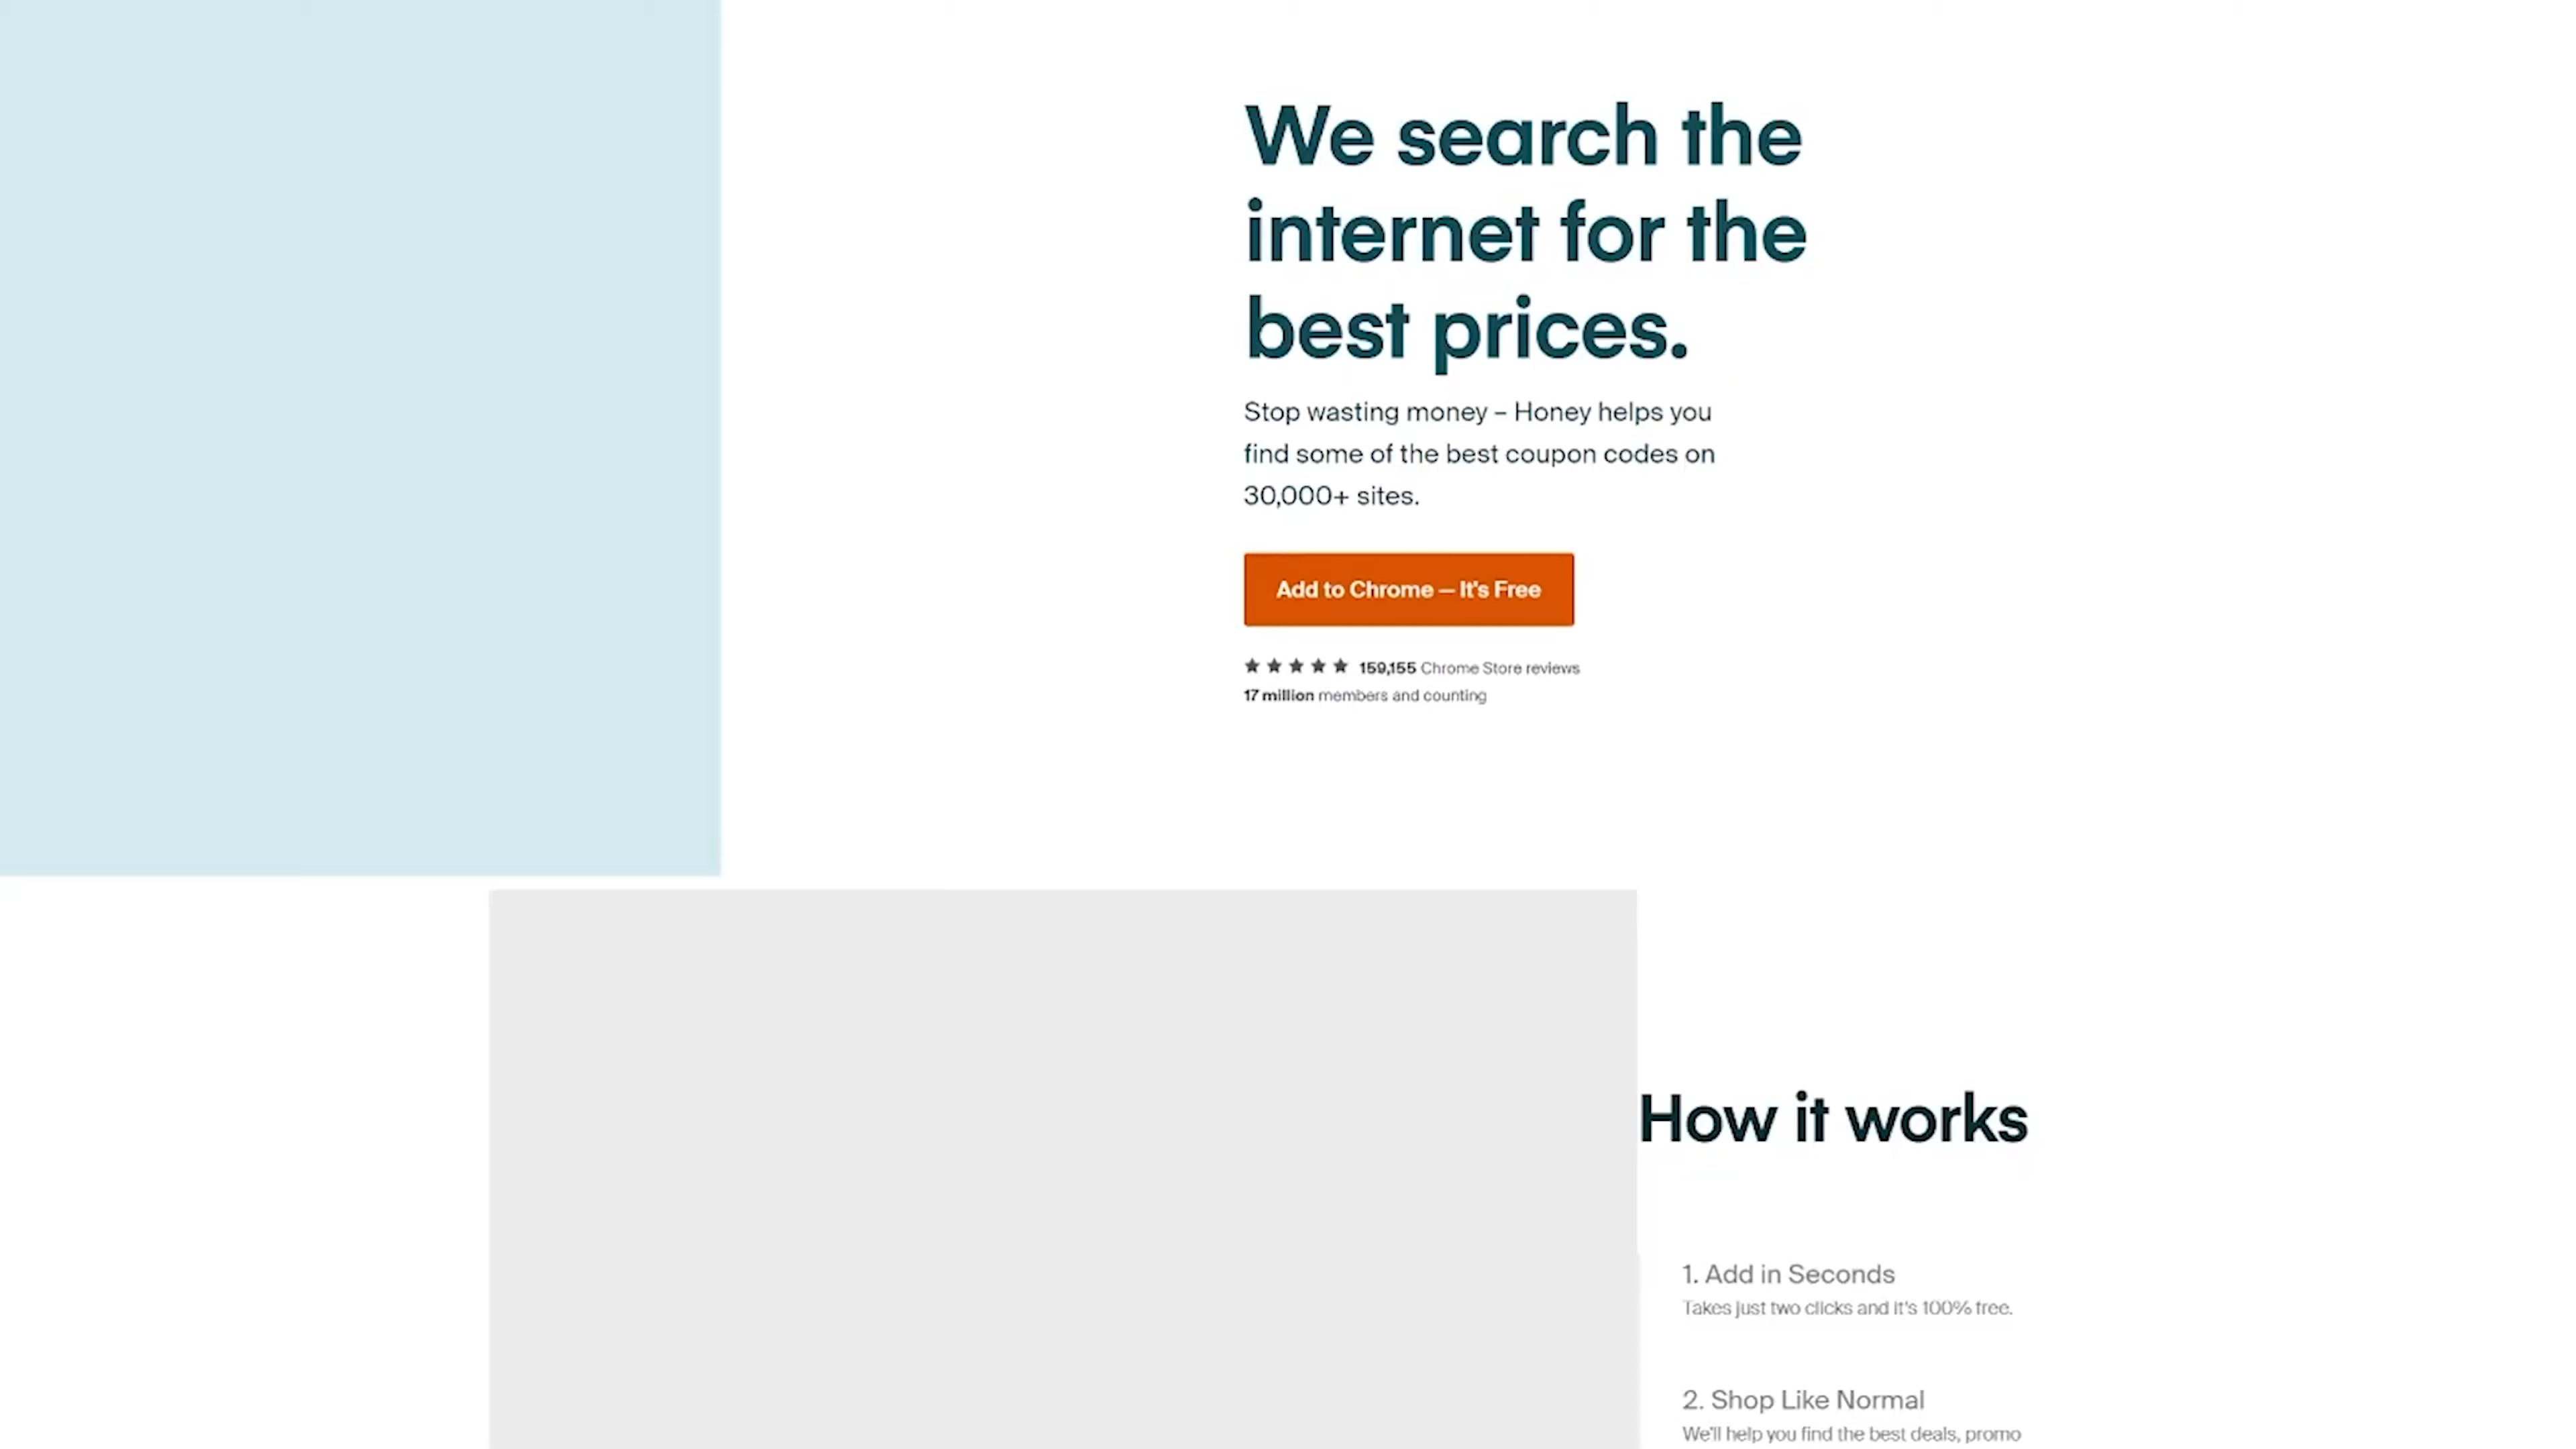 We search the
internet for the
best prices.
Stop wasting money – Honey helps you
find some of the best coupon codes on
30,000+ sites.
Add to Chrome — It's Free
159,155 Chrome Store reviews
17 million members and counting
How it works
1. Add in Seconds
Takes just two clicks and it's 100% free.
2. Shop Like Normal
We'll help you find the best deals, promo